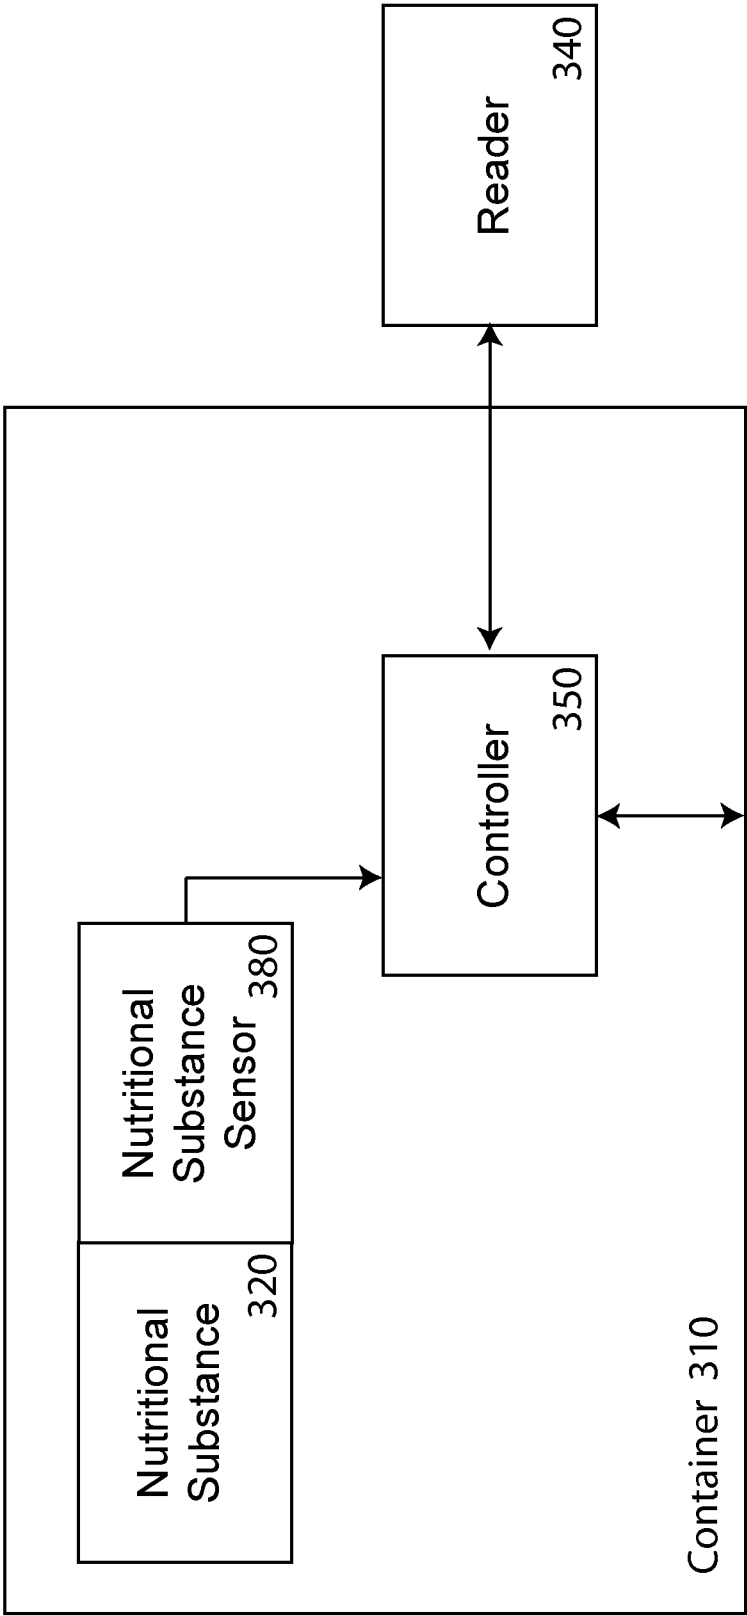 Nutritional
Substance
320
Nutritional
Substance
Sensor
380
Controller
350
Reader
340
Container 310